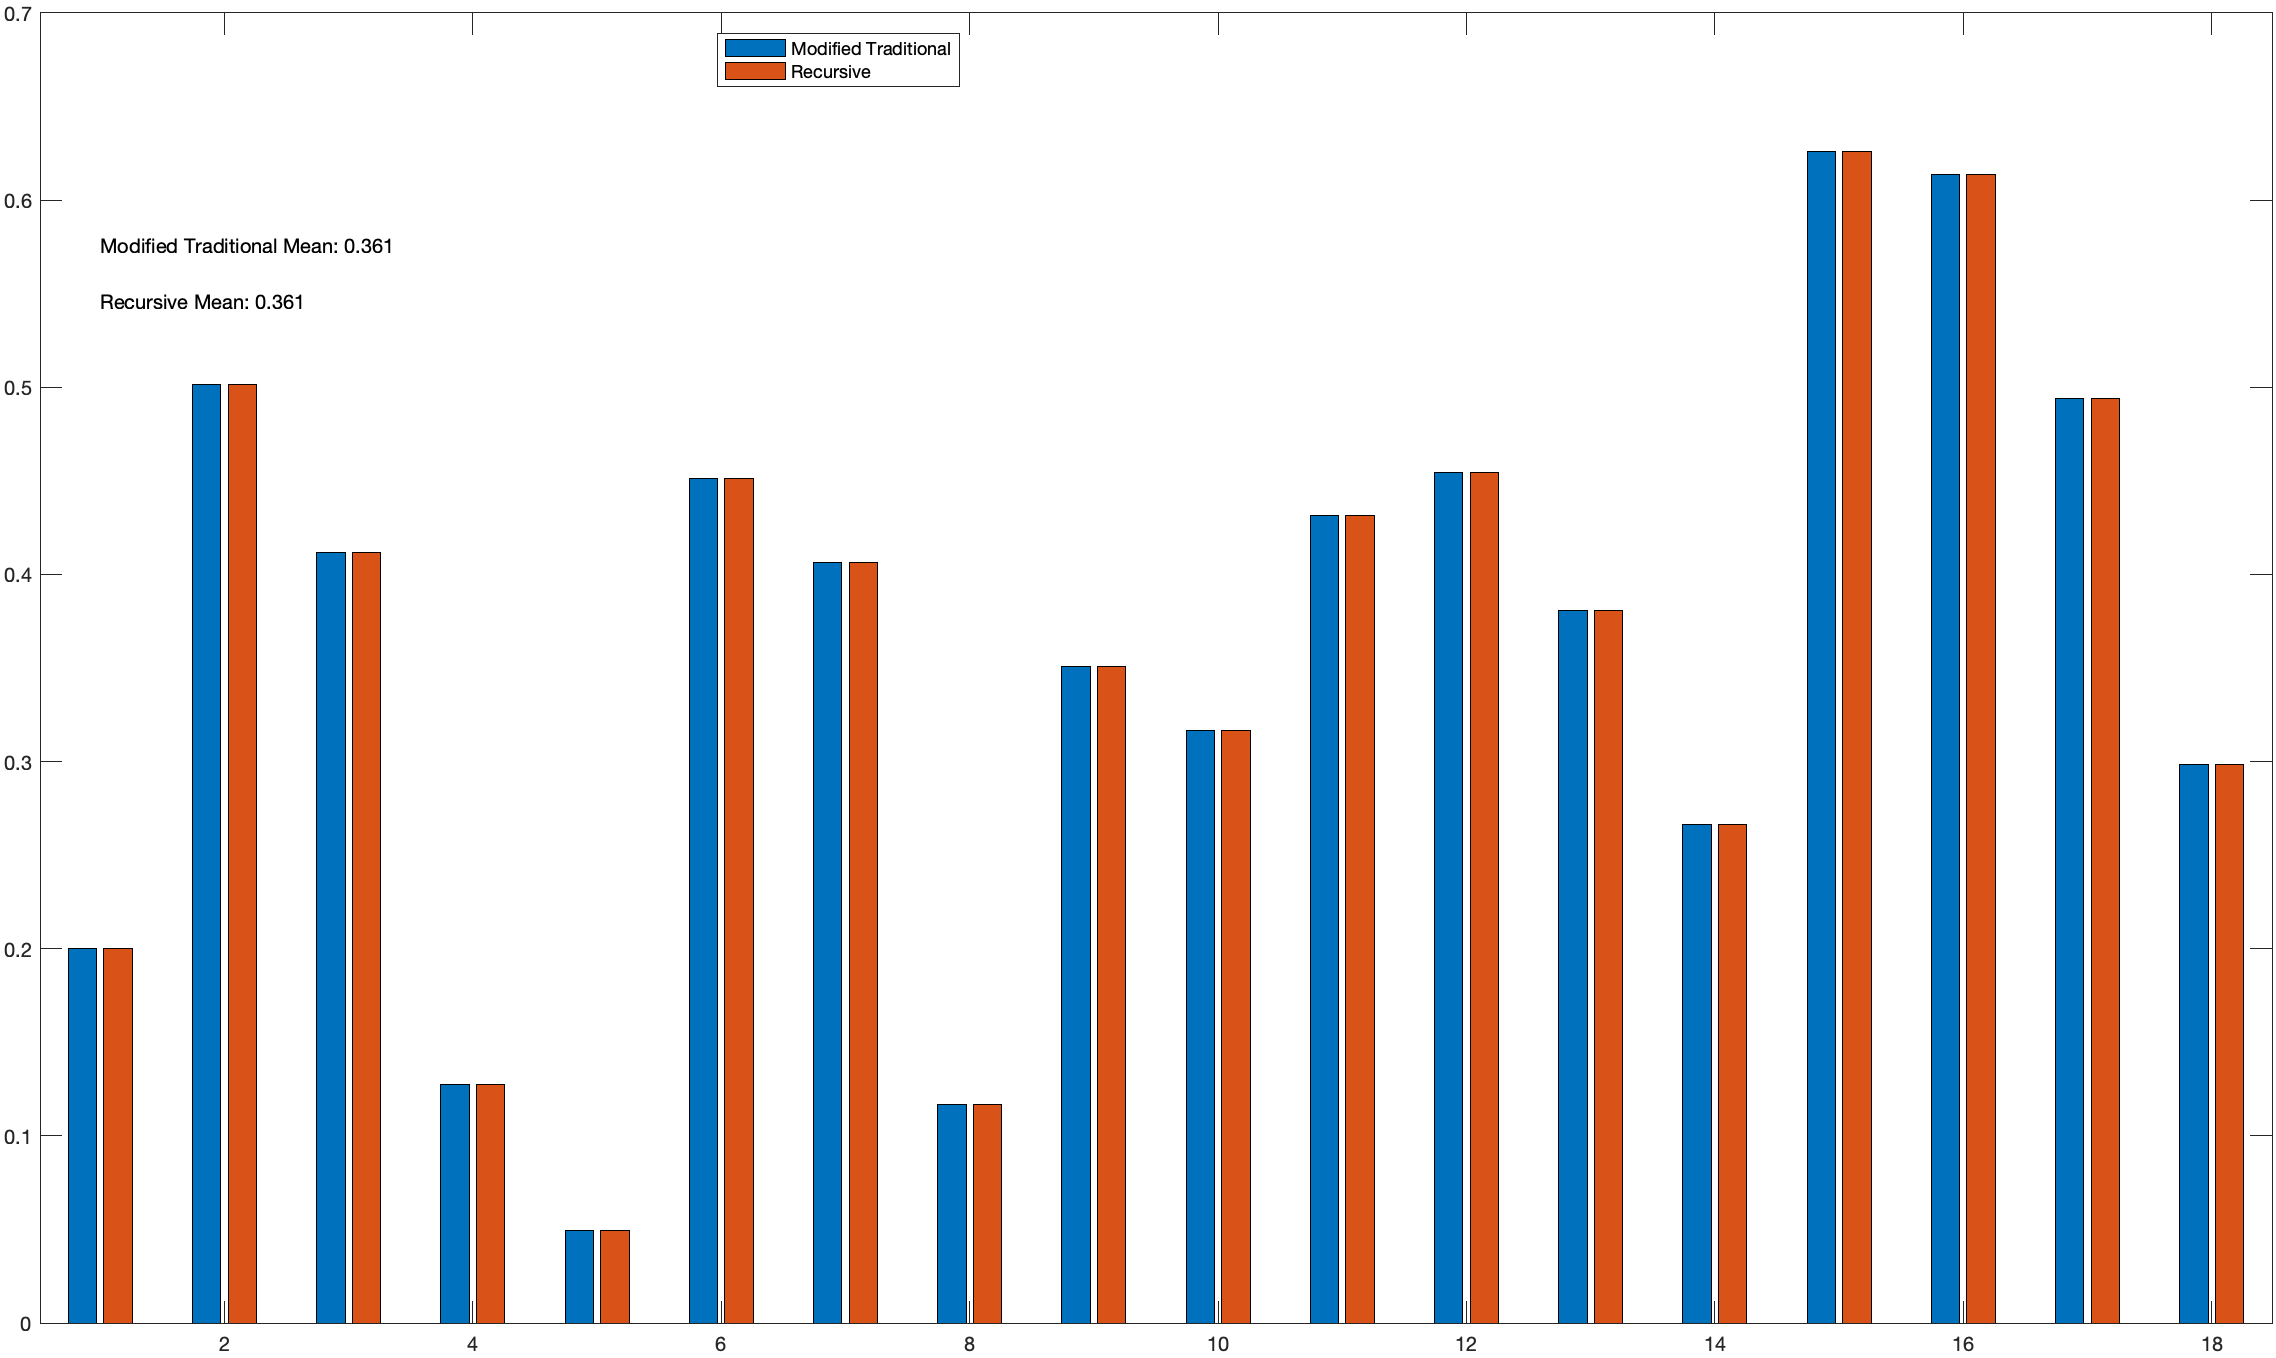 0.7
Modified Traditional
Recursive
0.6
Modified Traditional Mean: 0.361
Recursive Mean: 0.361
0.5
0.4
0.3
0.2
0.1
0
2 4 6 8 10 12 14 16 18